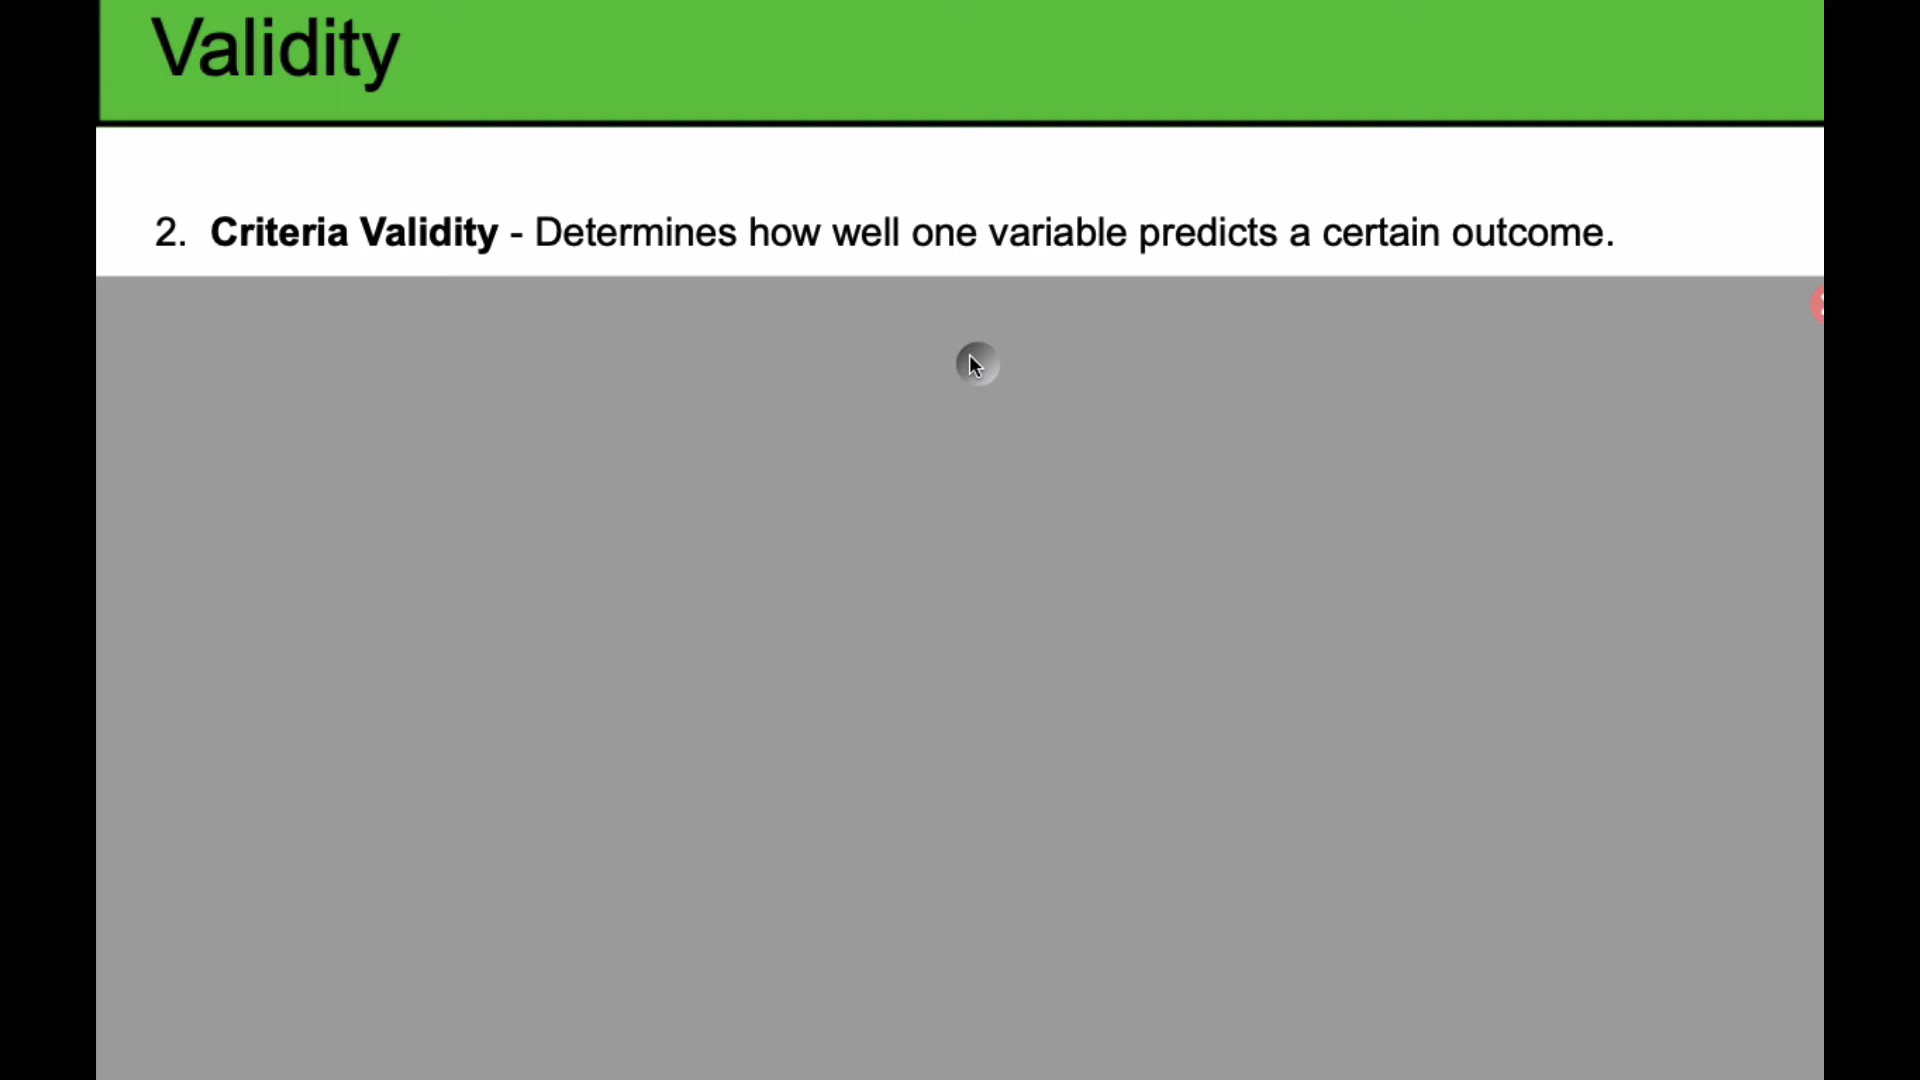 Validity
2. Criteria Validity - Determines how well one variable predicts a certain outcome.